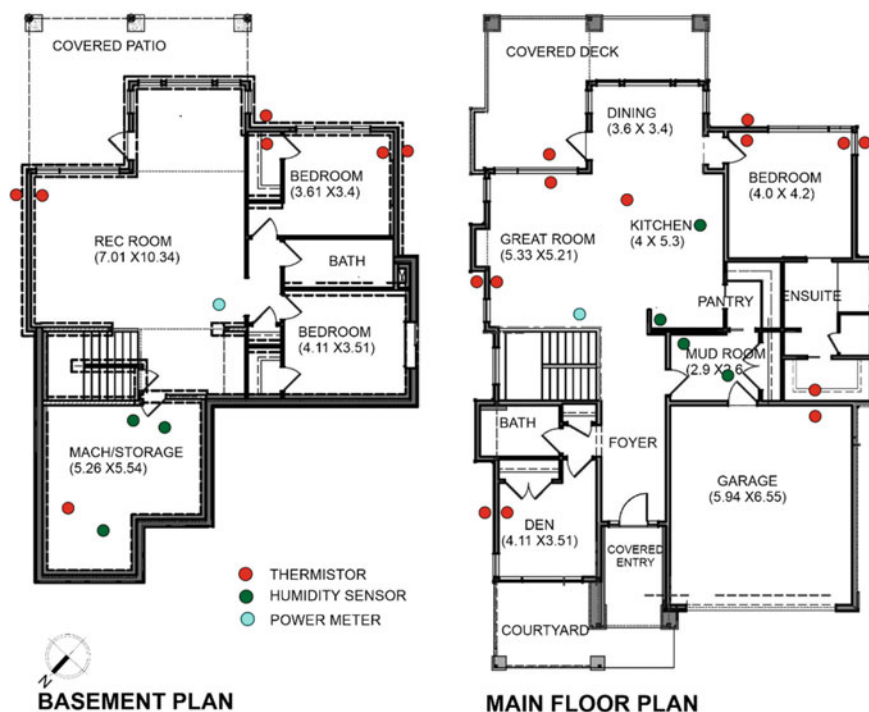 COVERED PATIO
BEDROOM
(3.61 X3.4)
REC ROOM
(7.01 X10.34)
BATH
BEDROOM
(4.11 X3.51)
MACH/STORAGE
(5.26 X5.54)
THERMISTOR
HUMIDITY SENSOR
POWER METER
N
BASEMENT PLAN
COVERED DECK
DINING
(3.6 X 3.4)
BEDROOM
(4.0 X 4.2)
GREAT ROOM
(5.33 X5.21)
KITCHEN
(4 X 5.3)
PANTRY
ENSUITE
MUD ROOM
(2.9 X2.6
BATH
FOYER
GARAGE
(5.94 X6.55)
DEN
(4.11 X3.51)
COVERED
ENTRY
COURTYARD
MAIN FLOOR PLAN